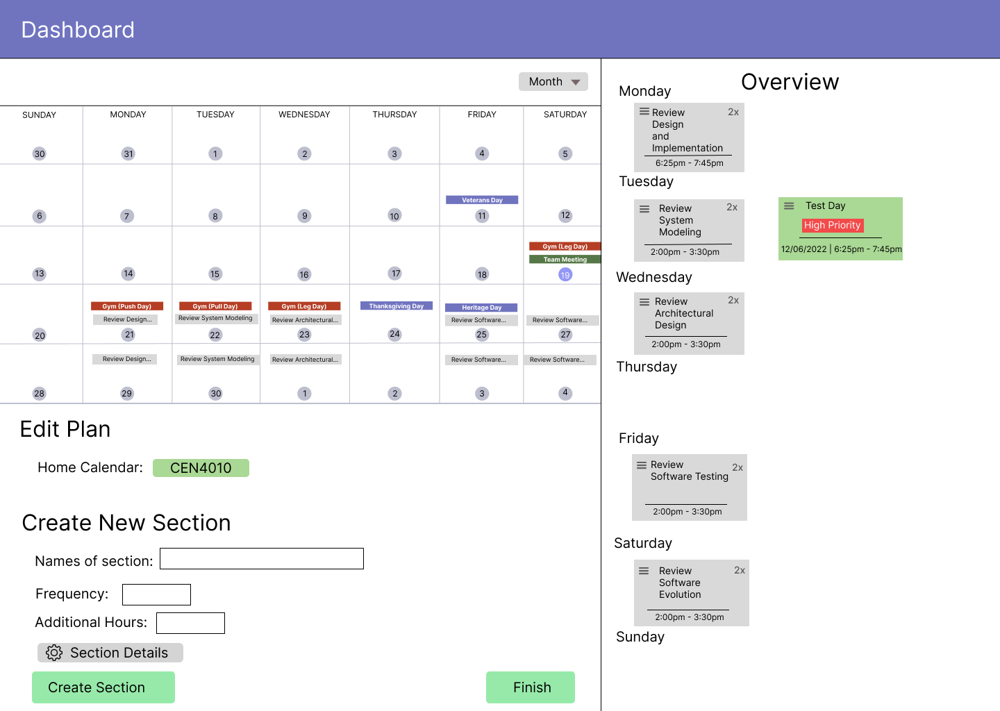 Dashboard
Month
SUNDAY MONDAY TUESDAY WEDNESDAY THURSDAY FRIDAY SATURDAY
30 31 1 2 3 4 5
Veterans Day
6 7 8 9 10 11 12
Gym (Leg Day)
Team Meeting
13 14 15 16 17 18 19
Gym (Push Day) Gym (Pull Day) Gym (Leg Day) Thanksgiving Day Heritage Day
Review Design... Review System Modeling Review Architectural... Review Software... Review Software...
20 21 22 23 24 25 27
Review Design... Review System Modeling Review Architectural... Review Software... Review Software...
28 29 30 1 2 3 4
Edit Plan
Home Calendar: CEN4010
Create New Section
Names of section:
Frequency:
Additional Hours:
Section Details
Create Section
Finish
Overview
Monday
Review 2x
Design
and
Implementation
6:25pm - 7:45pm
Tuesday
Review 2x
System
Modeling
2:00pm - 3:30pm
Test Day
High Priority
12/06/2022 | 6:25pm - 7:45pm
Wednesday
Review 2x
Architectural
Design
2:00pm - 3:30pm
Thursday
Friday
Review 2x
Software Testing
2:00pm - 3:30pm
Saturday
Review 2x
Software
Evolution
2:00pm - 3:30pm
Sunday